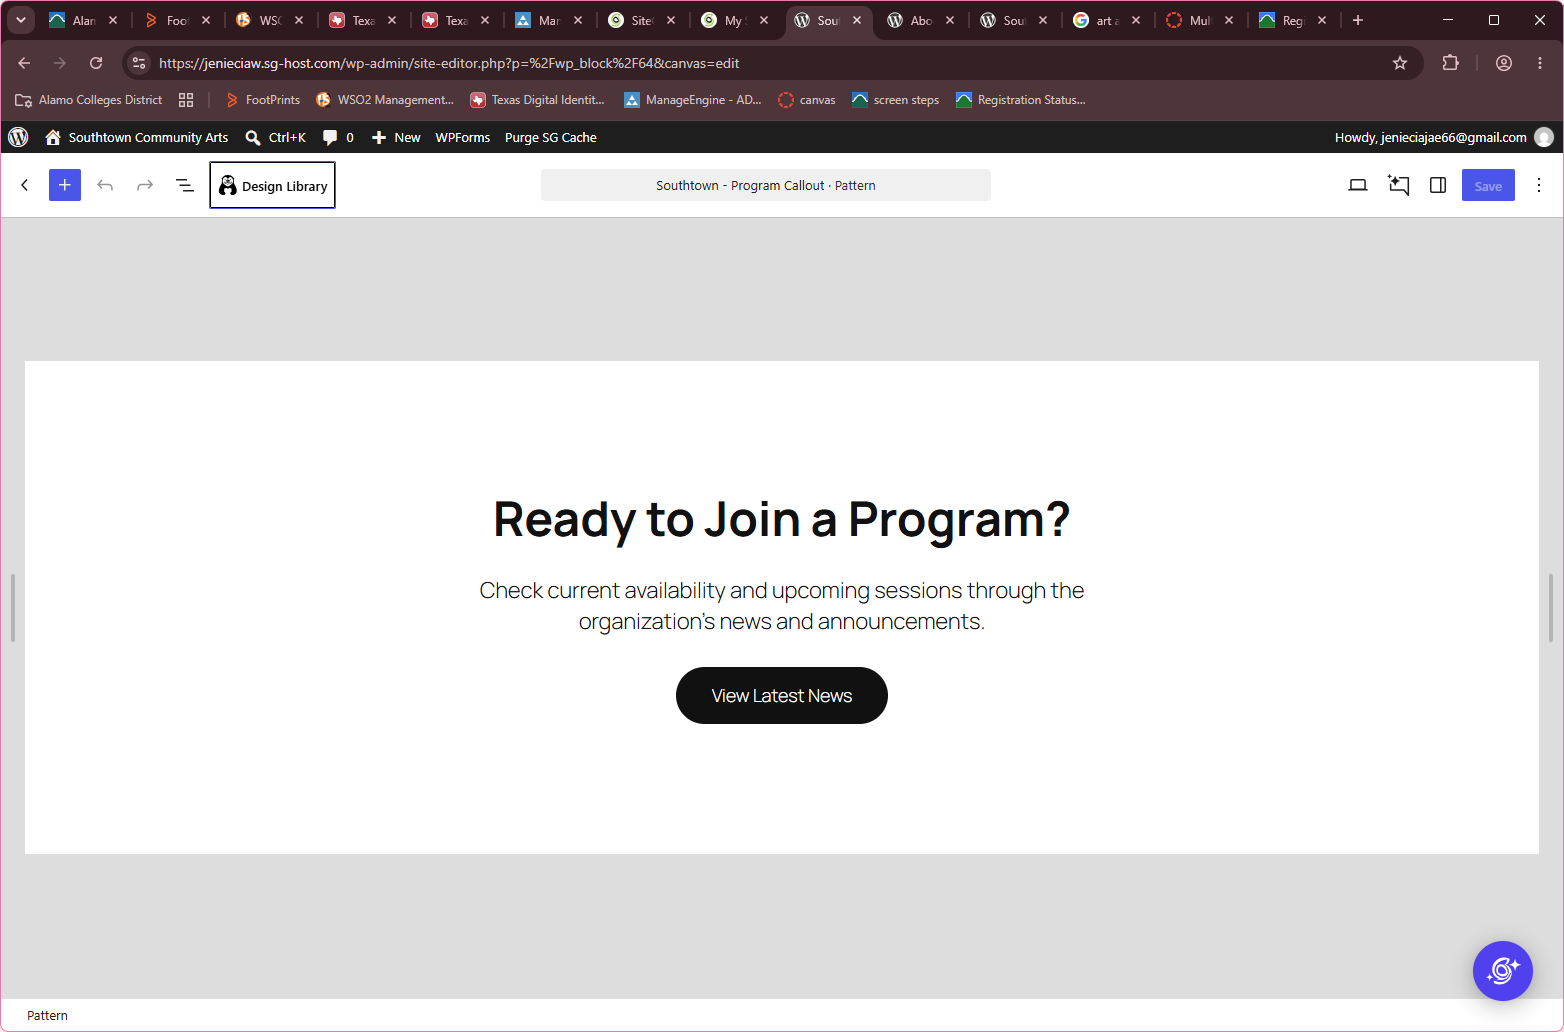 Alan
Foot
WSO
Texa
Texa
Man
Site
My S
Sout
Abo
Sout
art a
Mul
Regi
https://jenieciaw.sg-host.com/wp-admin/site-editor.php?p=%2Fwp_block%2F64&canvas=edit
Alamo Colleges District
FootPrints
WSO2 Management...
Texas Digital Identit...
ManageEngine - AD...
canvas
screen steps
Registration Status...
Southtown Community Arts
Ctrl+K
0
New
WPForms
Purge SG Cache
Howdy, jenieciajae66@gmail.com
Design Library
Southtown - Program Callout · Pattern
Save
Ready to Join a Program?
Check current availability and upcoming sessions through the
organization's news and announcements.
View Latest News
Pattern